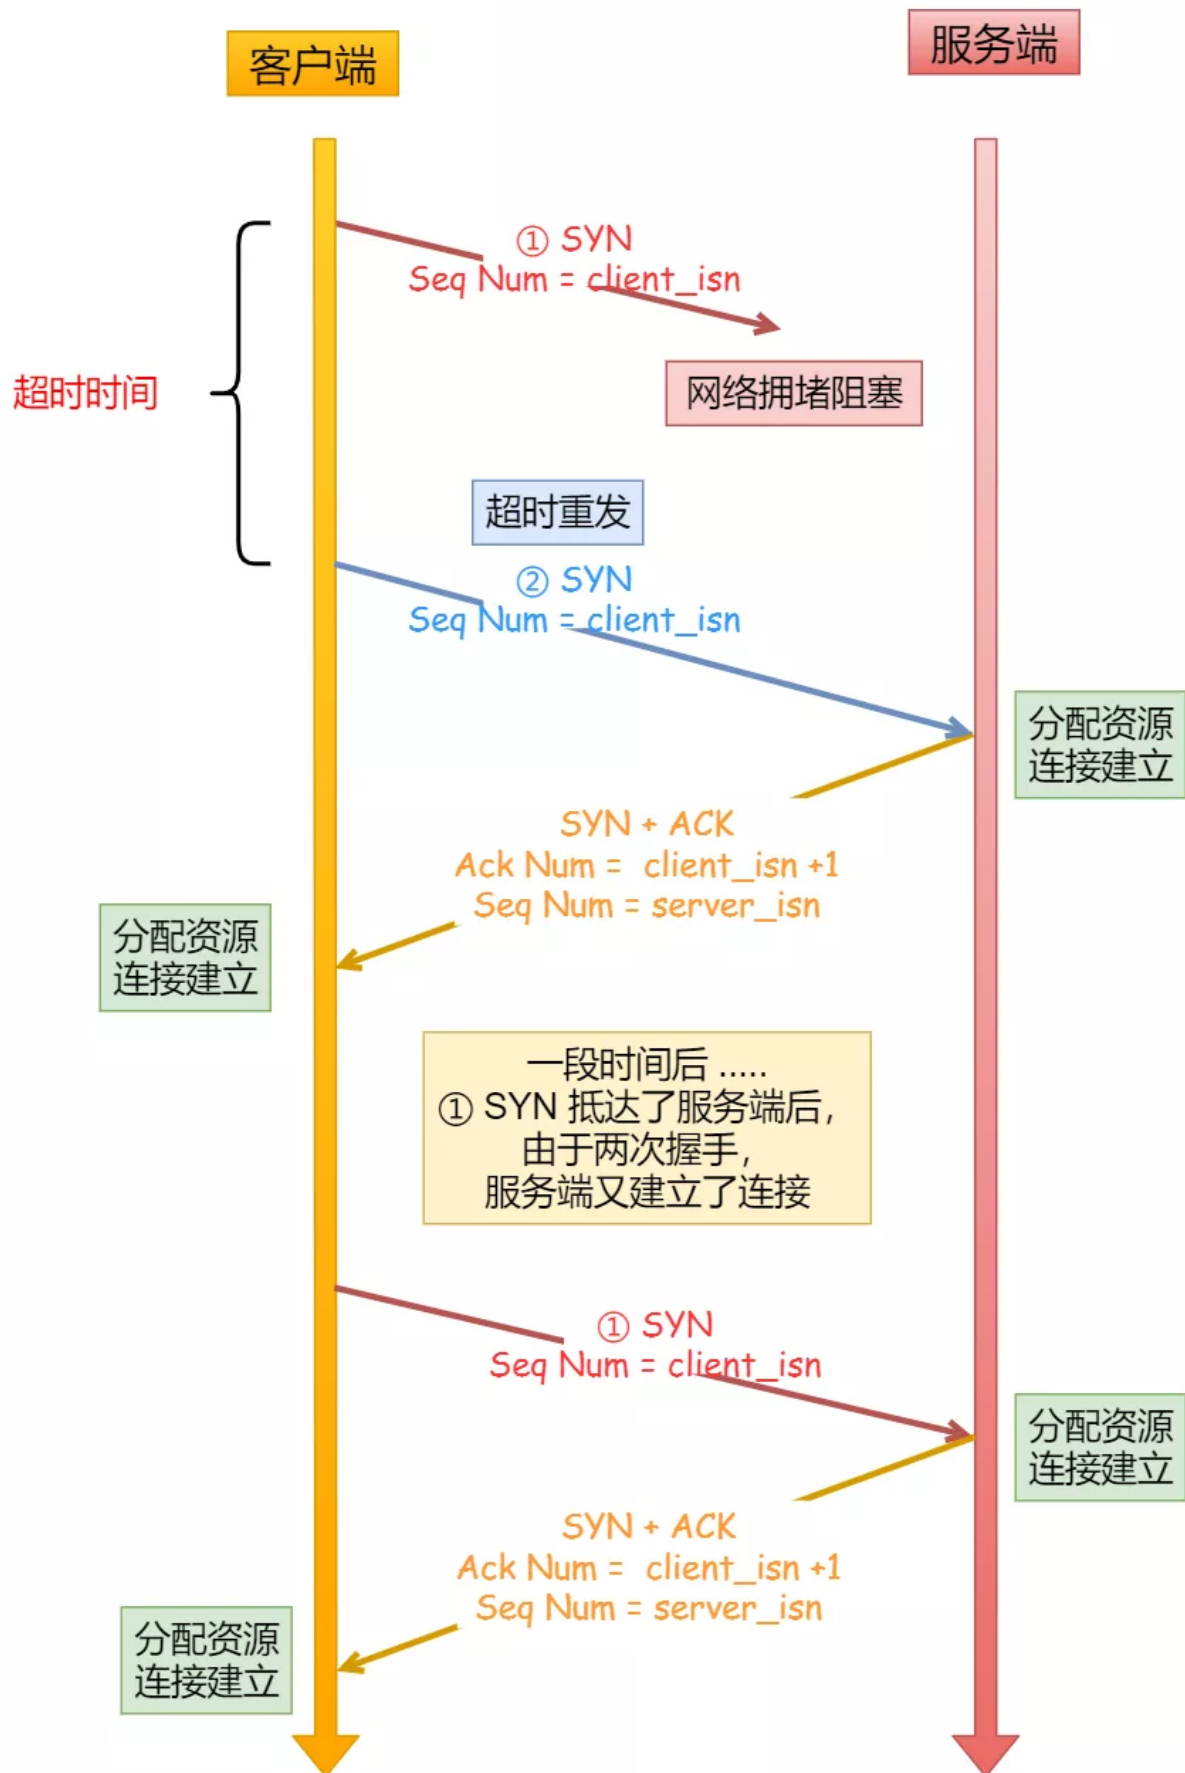 客户端
服务端
① SYN
Seq Num = client_isn
超时时间
网络拥堵阻塞
超时重发
② SYN
Seq Num = client_isn
分配资源
连接建立
SYN + ACK
Ack Num = client_isn +1
Seq Num = server_isn
分配资源
连接建立
一段时间后 .....
① SYN 抵达了服务端后，
由于两次握手，
服务端又建立了连接
① SYN
Seq Num = client_isn
分配资源
连接建立
SYN + ACK
Ack Num = client_isn +1
Seq Num = server_isn
分配资源
连接建立